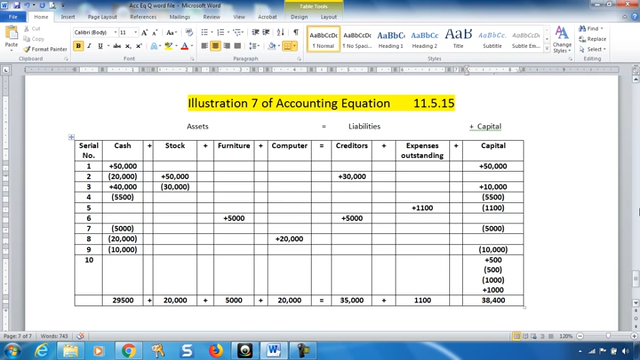 Acc Eq Q word file - Microsoft Word
Table Tools
File Home Insert Page Layout References Mailings Review View Acrobat Design Layout
Calibri (Body) 11
Paste
Clipboard Font Paragraph Styles
AaBbCcDc AaBbCcDc AaBbC AaBbCc AaB AaBbCc. AaBbCcDc
¶ Normal ¶ No Spaci... Heading 1 Heading 2 Title Subtitle Subtle Em...
Change Styles
Editing
Illustration 7 of Accounting Equation 11.5.15
Assets = Liabilities + Capital
Serial No. Cash + Stock + Furniture + Computer = Creditors + Expenses outstanding + Capital
1 +50,000 +50,000
2 (20,000) +50,000 +30,000
3 +40,000 (30,000) +10,000
4 (5500) (5500)
5 +1100 (1100)
6 +5000 +5000
7 (5000) (5000)
8 (20,000) +20,000
9 (10,000) (10,000)
10 +500
(500)
(1000)
+1000
29500 + 20,000 + 5000 + 20,000 = 35,000 + 1100 38,400
Page: 7 of 7 Words: 743 120%